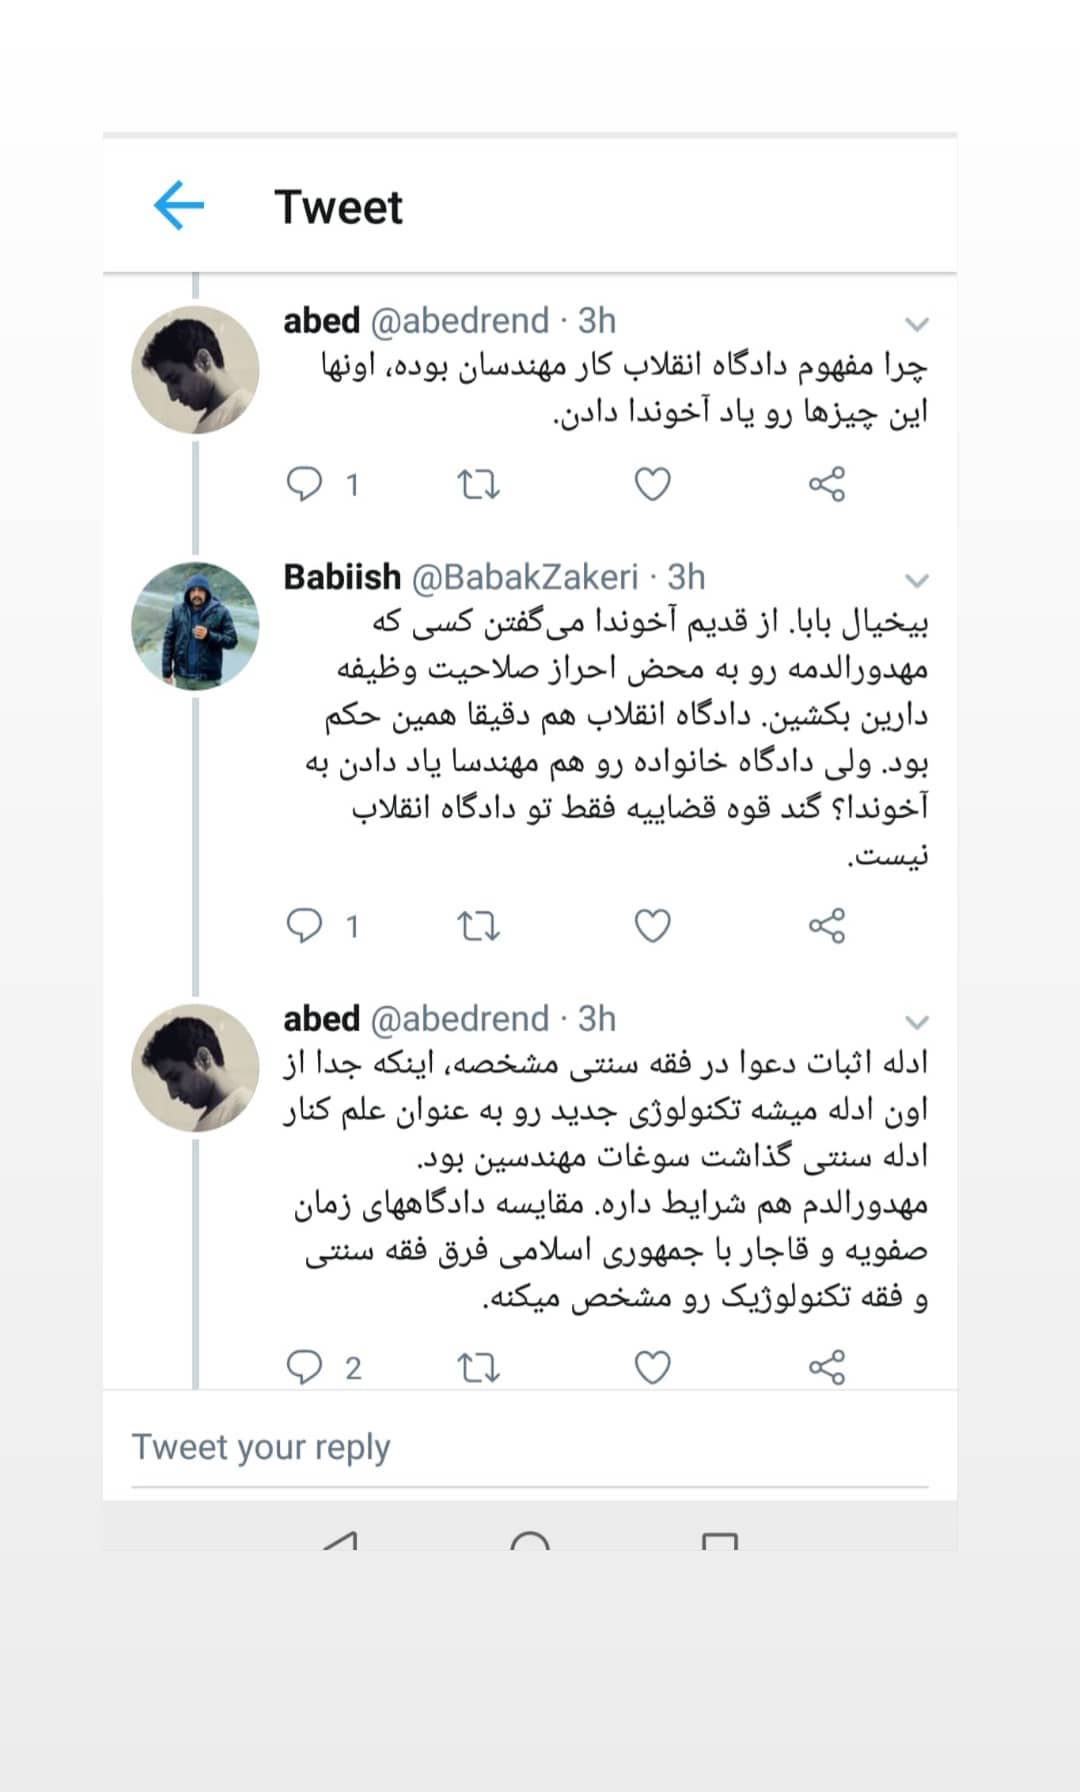 Tweet
abed @abedrend · 3h
چرا مفهوم دادگاه انقلاب کار مهندسان بوده، اونها
این چیزها رو یاد آخوندا دادن.
1
Babiish @BabakZakeri · 3h
بیخیال بابا. از قدیم آخوندا می‌گفتن کسی که
مهدورالدمه رو به محض احراز صلاحیت وظیفه
دارین بکشین. دادگاه انقلاب هم دقیقا همین حکم
بود. ولی دادگاه خانواده رو هم مهندسا یاد دادن به
آخوندا؟ گند قوه قضاییه فقط تو دادگاه انقلاب
نیست.
1
abed @abedrend · 3h
ادله اثبات دعوا در فقه سنتی مشخصه، اینکه جدا از
اون ادله میشه تکنولوژی جدید رو به عنوان علم کنار
ادله سنتی گذاشت سوغات مهندسین بود.
مهدورالدم هم شرایط داره. مقایسه دادگاههای زمان
صفویه و قاجار با جمهوری اسلامی فرق فقه سنتی
و فقه تکنولوژیک رو مشخص میکنه.
2
Tweet your reply